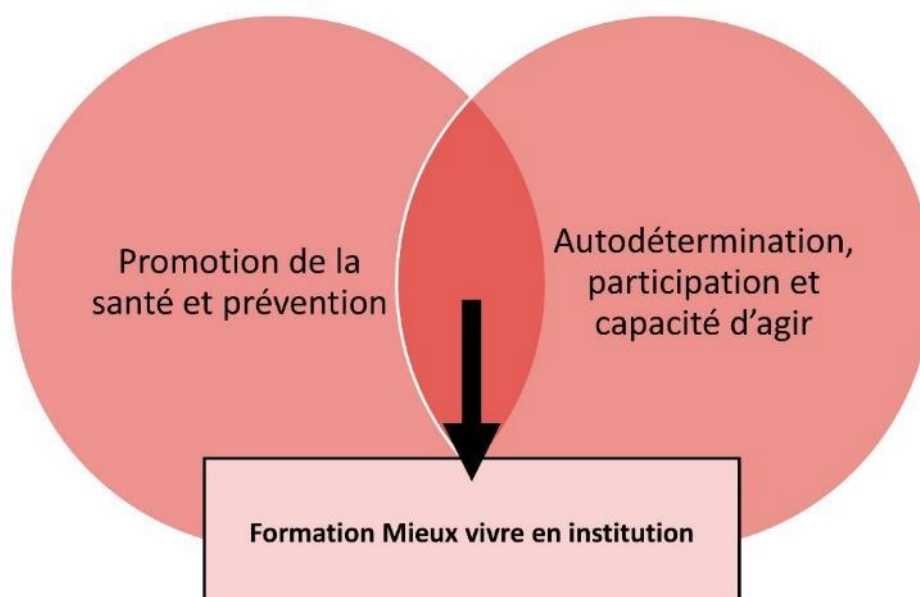 Promotion de la
santé et prévention
Autodétermination,
participation et
capacité d’agir
Formation Mieux vivre en institution